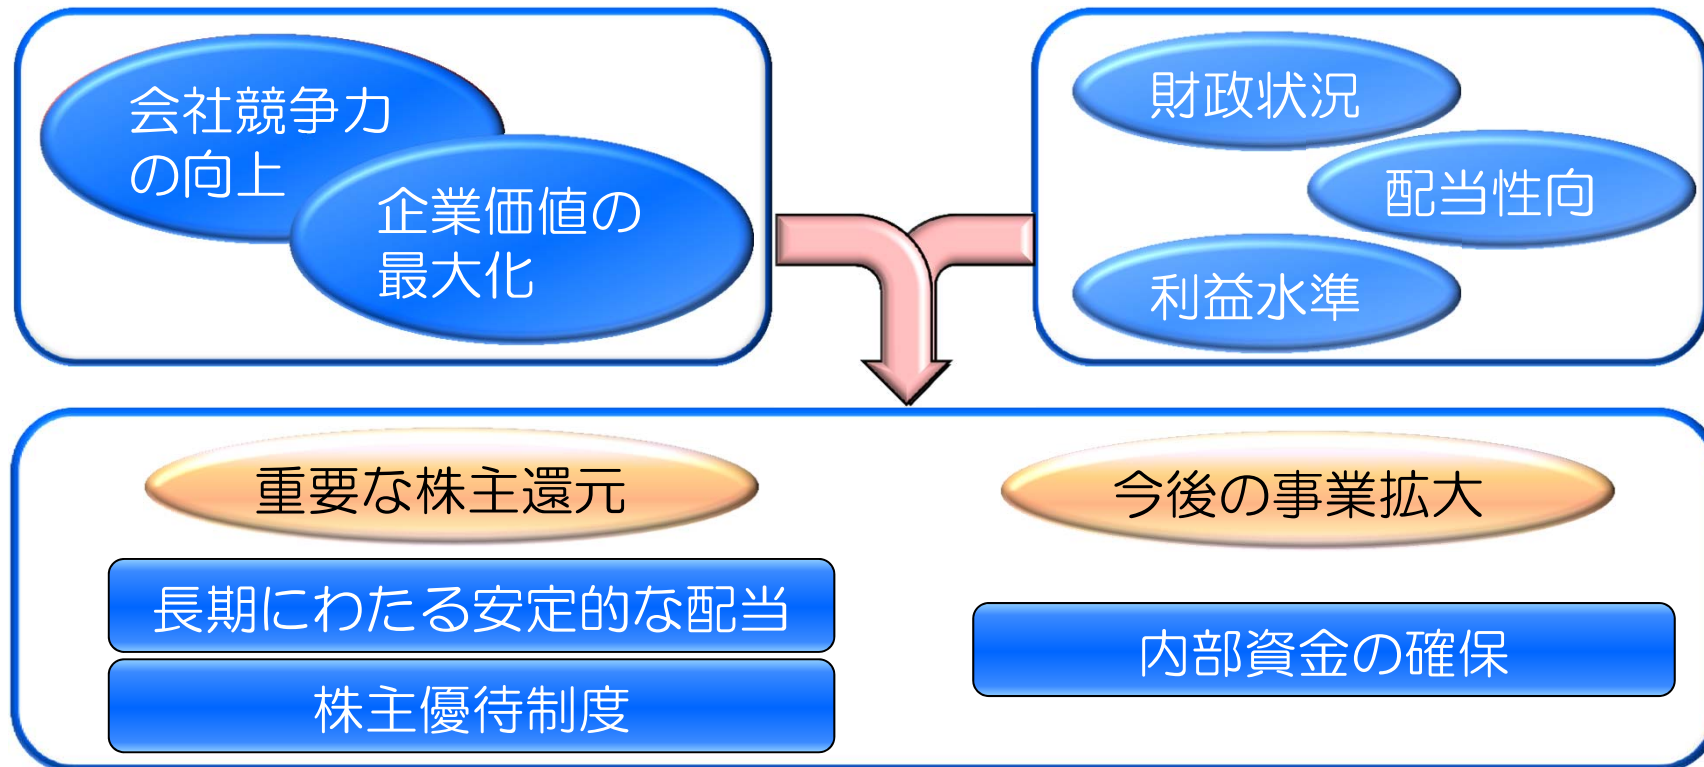 会社競争力
の向上
企業価値の
最大化
財政状況
配当性向
利益水準
重要な株主還元
長期にわたる安定的な配当
株主優待制度
今後の事業拡大
内部資金の確保